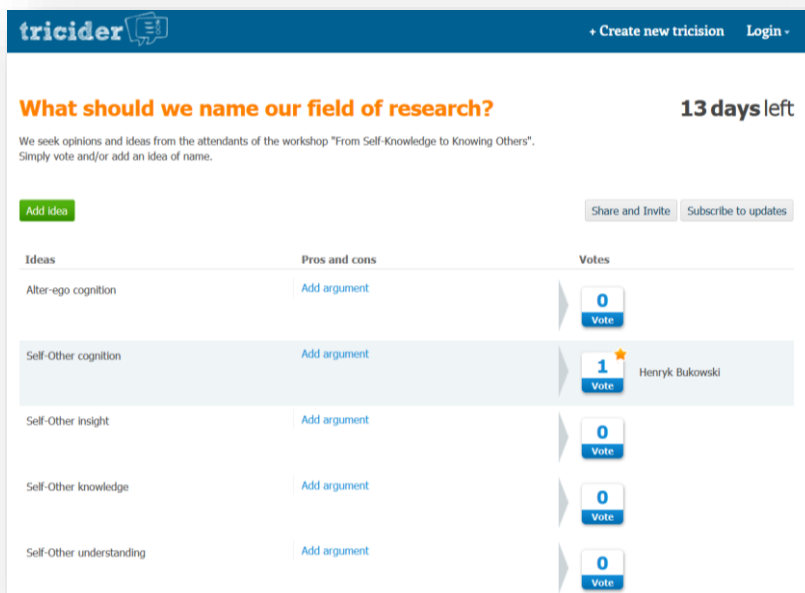 tricider
+ Create new tricision Login
What should we name our field of research?
13 days left
We seek opinions and ideas from the attendants of the workshop "From Self-Knowledge to Knowing Others".
Simply vote and/or add an idea of name.
Add idea
Share and Invite Subscribe to updates
Ideas Pros and cons Votes
Alter-ego cognition Add argument 0
Vote
Self-Other cognition Add argument 1 Henryk Bukowski
Vote
Self-Other insight Add argument 0
Vote
Self-Other knowledge Add argument 0
Vote
Self-Other understanding Add argument 0
Vote